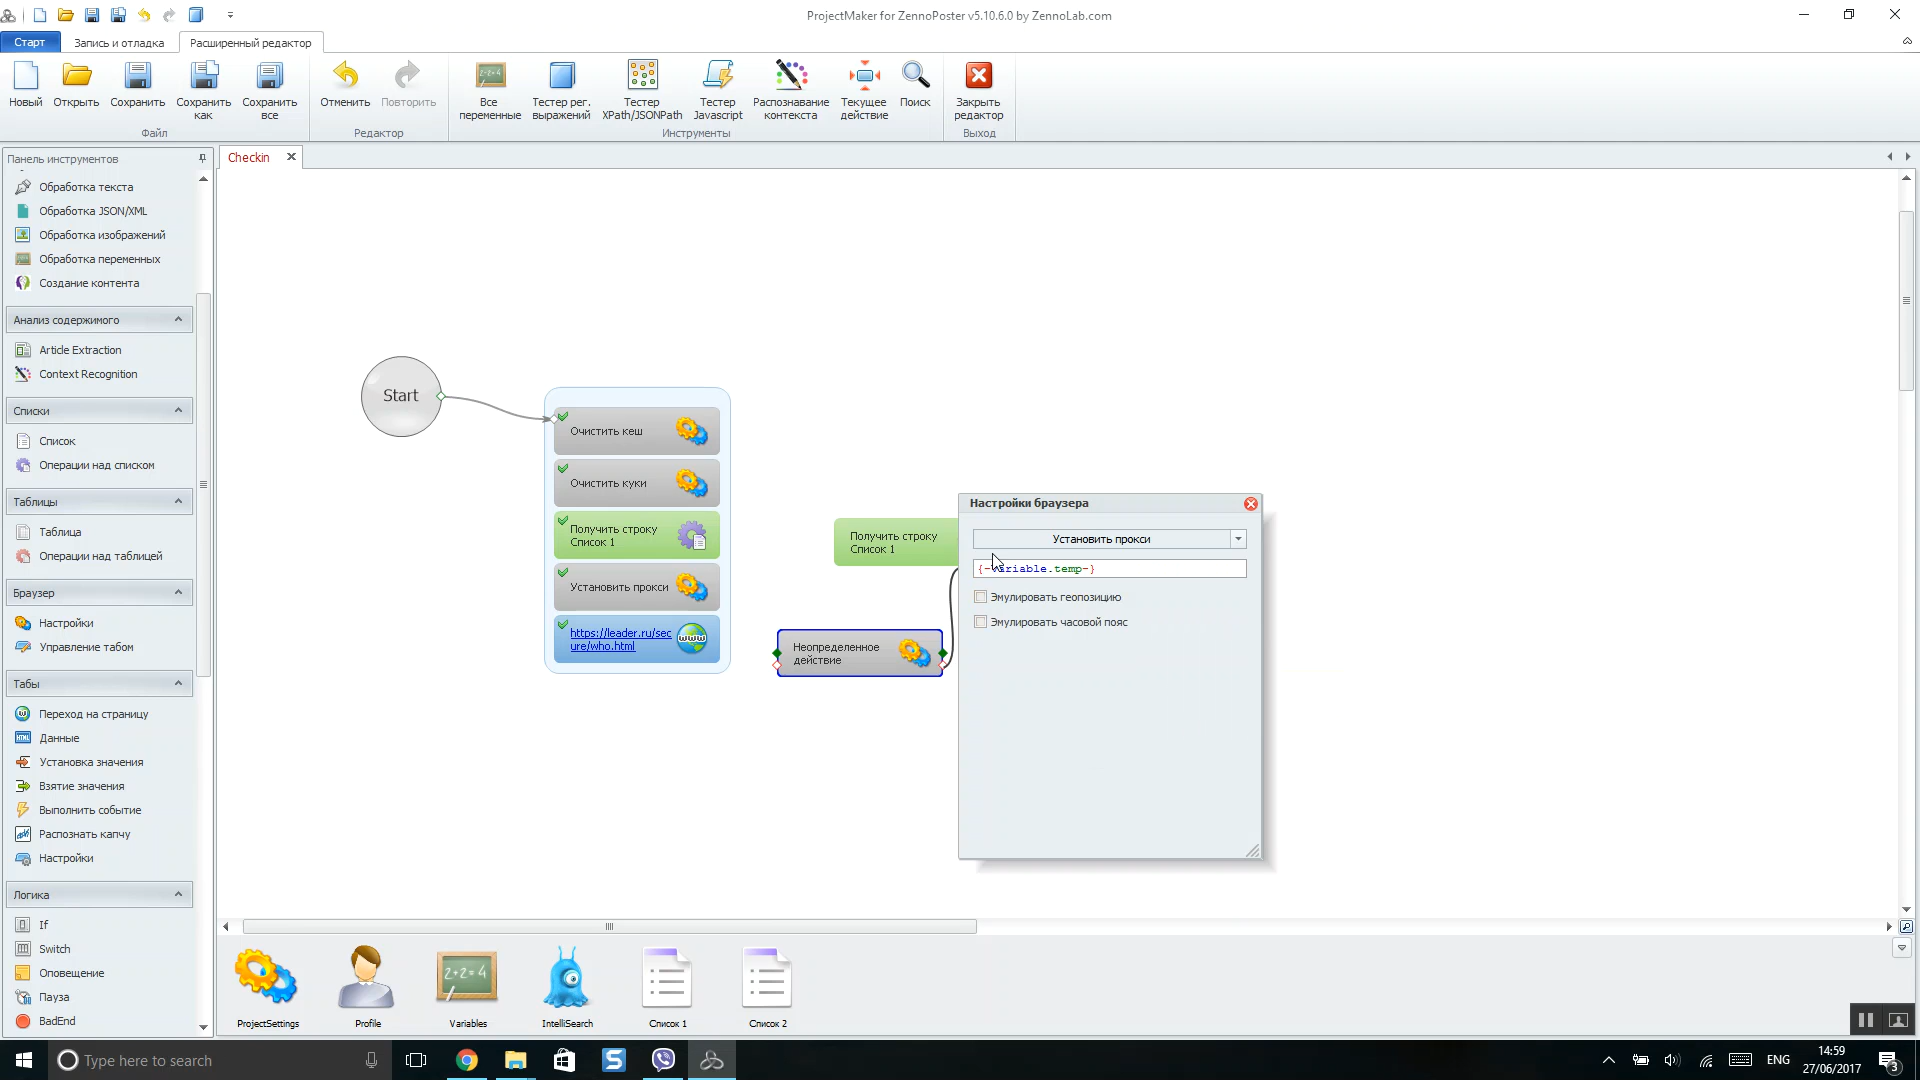 ProjectMaker for ZennoPoster v5.10.6.0 by ZennoLab.com
Старт
Запись и отладка
Расширенный редактор
Новый
Открыть
Сохранить
Сохранить
как
Сохранить
все
Отменить
Повторить
Все
переменные
Тестер рег.
выражений
Тестер
XPath/JSONPath
Тестер
Javascript
Распознавание
контекста
Текущее
действие
Поиск
Закрыть
редактор
Файл
Редактор
Инструменты
Выход
Панель инструментов
Checkin
Обработка текста
Обработка JSON/XML
Обработка изображений
Обработка переменных
Создание контента
Анализ содержимого
Article Extraction
Context Recognition
Списки
Список
Операции над списком
Таблицы
Таблица
Операции над таблицей
Браузер
Настройки
Управление табом
Табы
Переход на страницу
Данные
Установка значения
Взятие значения
Выполнить событие
Распознать капчу
Настройки
Логика
If
Switch
Оповещение
Пауза
BadEnd
Start
Очистить кеш
Очистить куки
Получить строку
Список 1
Установить прокси
https://leader.ru/sec
ure/who.html
www
Получить строку
Список 1
Неопределенное
действие
Настройки браузера
Установить прокси
{-Variable.temp-}
Эмулировать геопозицию
Эмулировать часовой пояс
2+2=4
ProjectSettings
Profile
Variables
IntelliSearch
Список 1
Список 2
Type here to search
ENG
14:59
27/06/2017
3